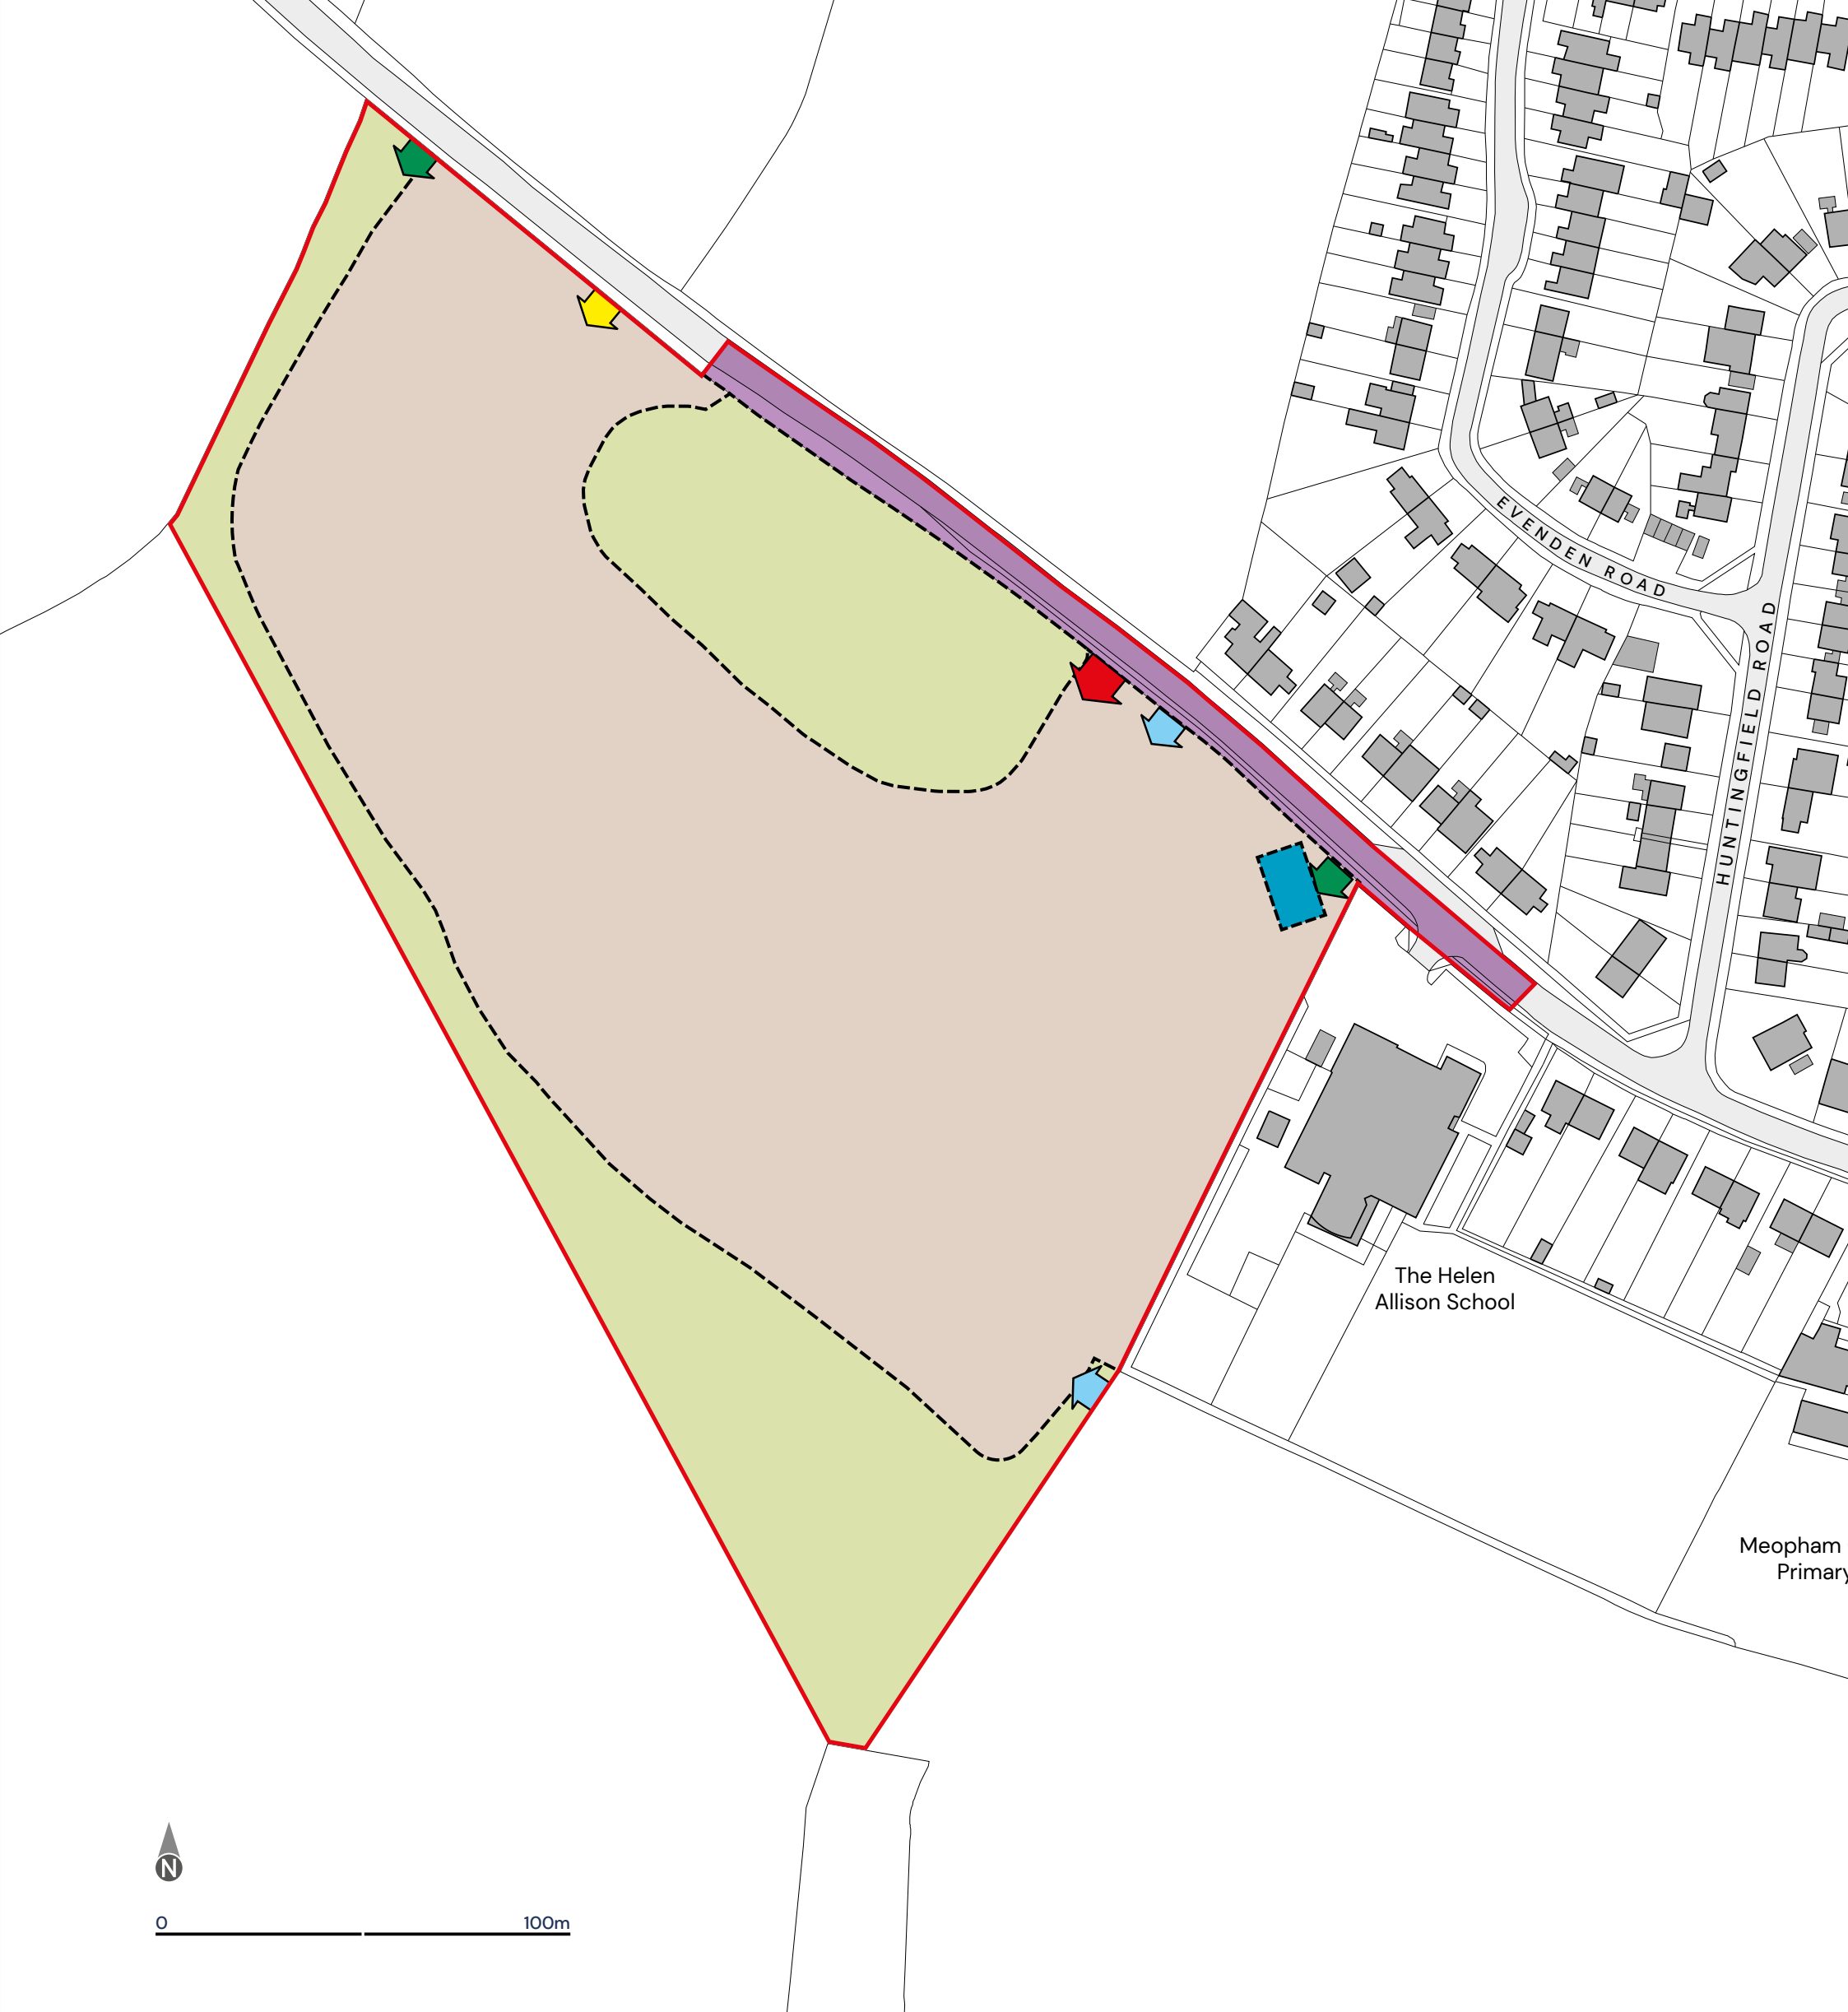 EVENDEN ROAD
HUNTINGFIELD ROAD
The Helen
Allison School
Meopham
Primary
N
0 100m